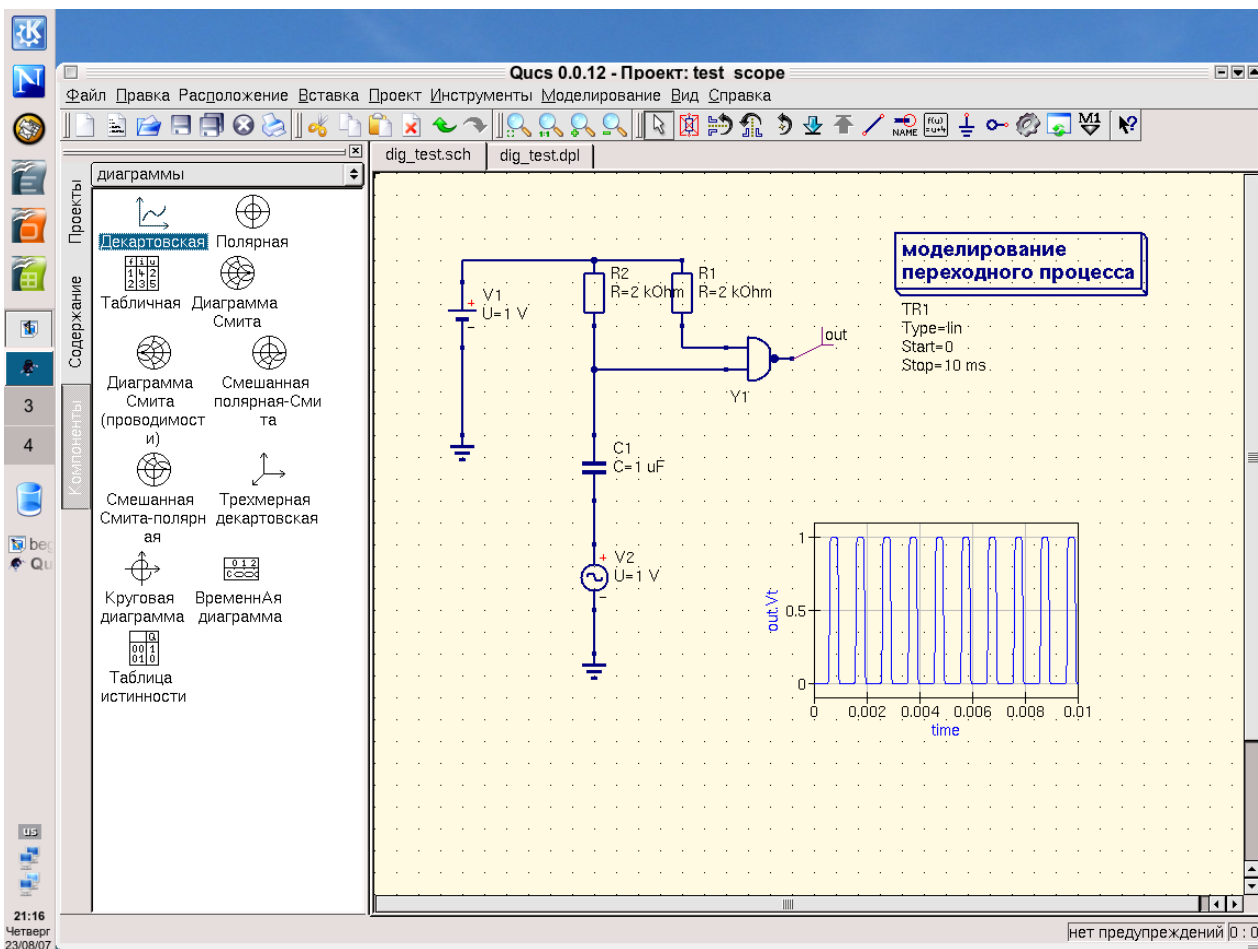 Qucs 0.0.12 - Проект: test_scope
Файл Правка Расположение Вставка Проект Инструменты Моделирование Вид Справка
NAME
M1
dig_test.sch
dig_test.dpl
диаграммы
Проекты
Содержание
Компоненты
Декартовская
Полярная
Табличная
Диаграмма
Смита
Диаграмма
Смита
(проводимост
и)
Смешанная
полярная-Сми
та
Смешанная
Смита-полярн
ая
Трехмерная
декартовская
Круговая
диаграмма
ВременнАя
диаграмма
Таблица
истинности
3
4
beg
Qu
us
21:16
Четверг
23/08/07
V1
U=1 V
R2
R=2 kOhm
R1
R=2 kOhm
out
Y1
C1
C=1 uF
V2
U=1 V
моделирование
переходного процесса
TR1
Type=lin
Start=0
Stop=10 ms
out.Vt
1
0.5
0
0 0.002 0.004 0.006 0.008 0.01
time
нет предупреждений 0 : 0